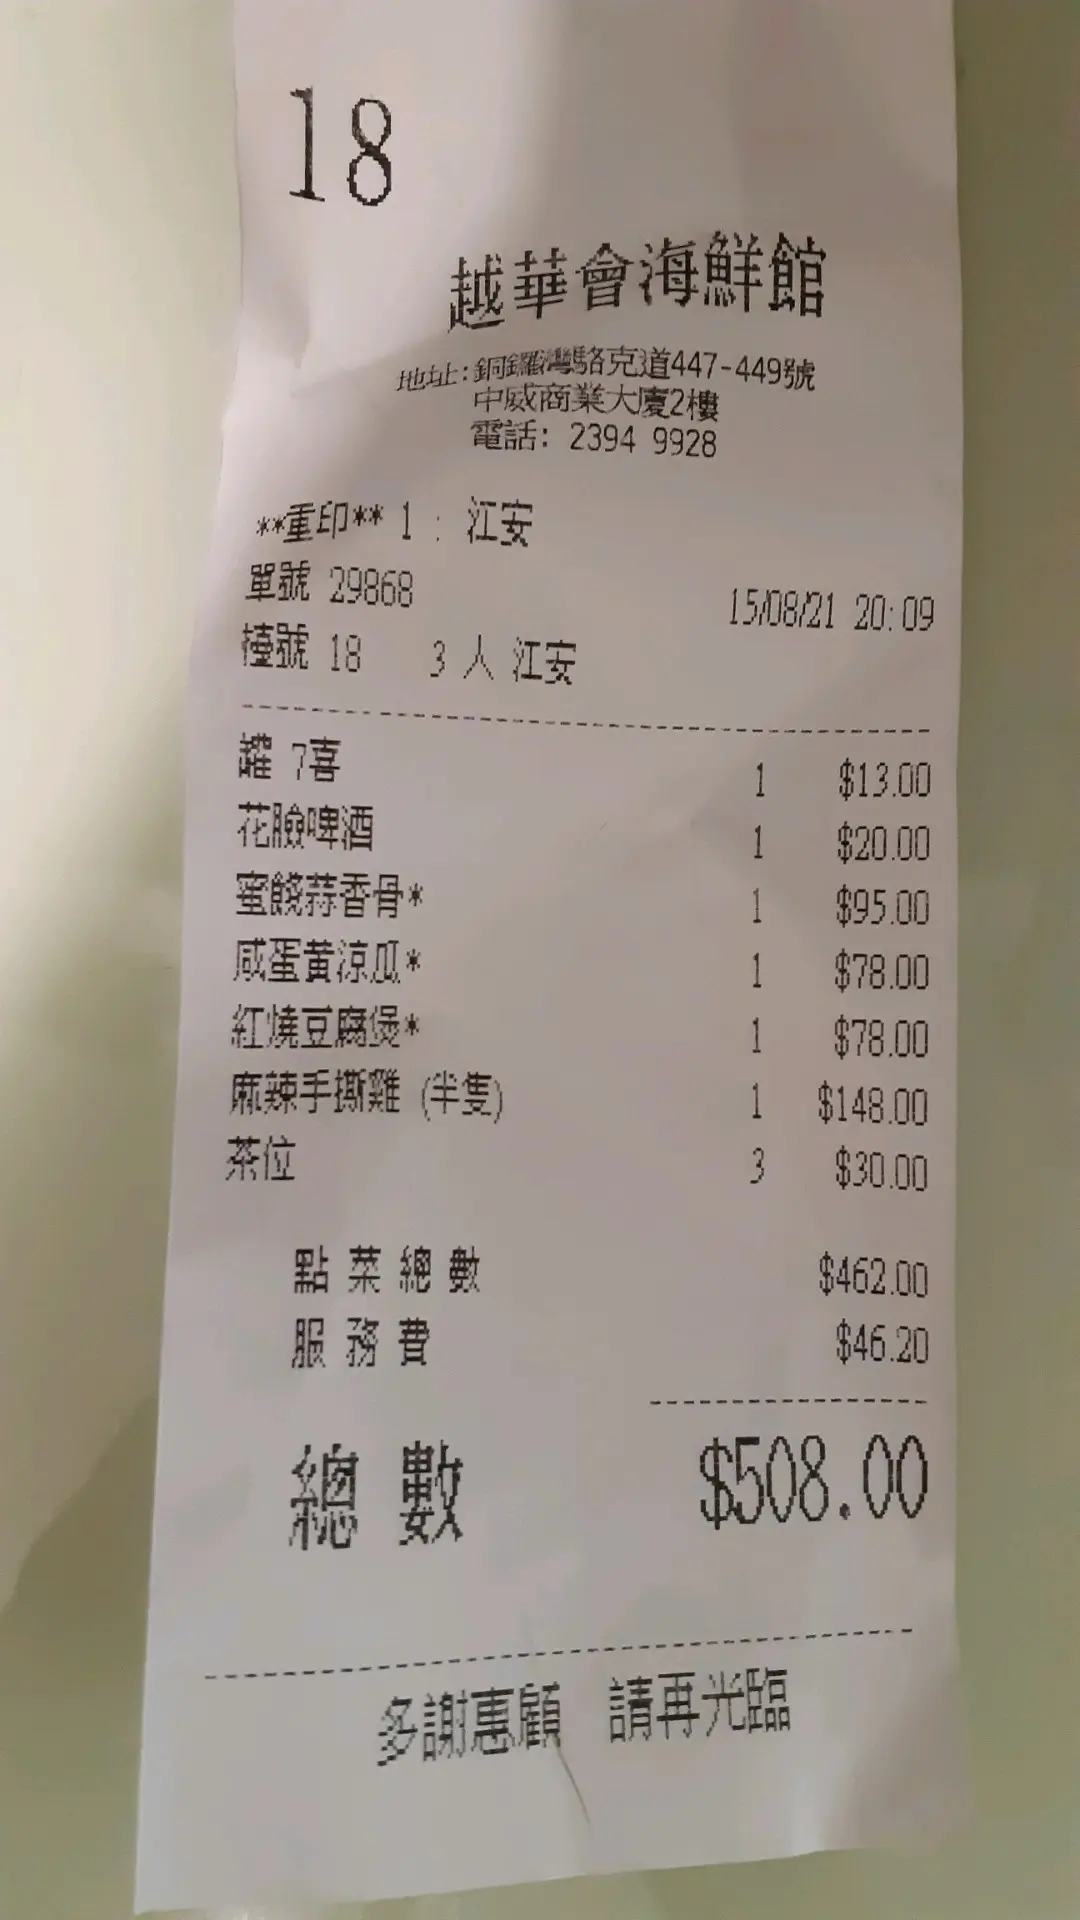 18
越華會海鮮館
地址:銅鑼灣駱克道447-449號
中威商業大廈2樓
電話: 2394 9928
**重印** 1 : 江安
單號 29868 15/08/21 20:09
檯號 18 3 人 江安
罐 7喜 1 $13.00
花臉啤酒 1 $20.00
蜜餞蒜香骨* 1 $95.00
咸蛋黃涼瓜* 1 $78.00
紅燒豆腐煲* 1 $78.00
麻辣手撕雞 (半隻) 1 $148.00
茶位 3 $30.00
點菜總數 $462.00
服務費 $46.20
總數 $508.00
多謝惠顧 請再光臨